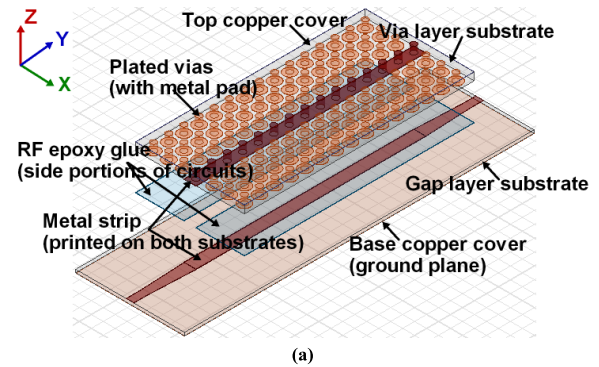 Z
Y
X
Top copper cover
Via layer substrate
Plated vias
(with metal pad)
RF epoxy glue
(side portions of circuits)
Gap layer substrate
Metal strip
(printed on both substrates)
Base copper cover
(ground plane)
(a)